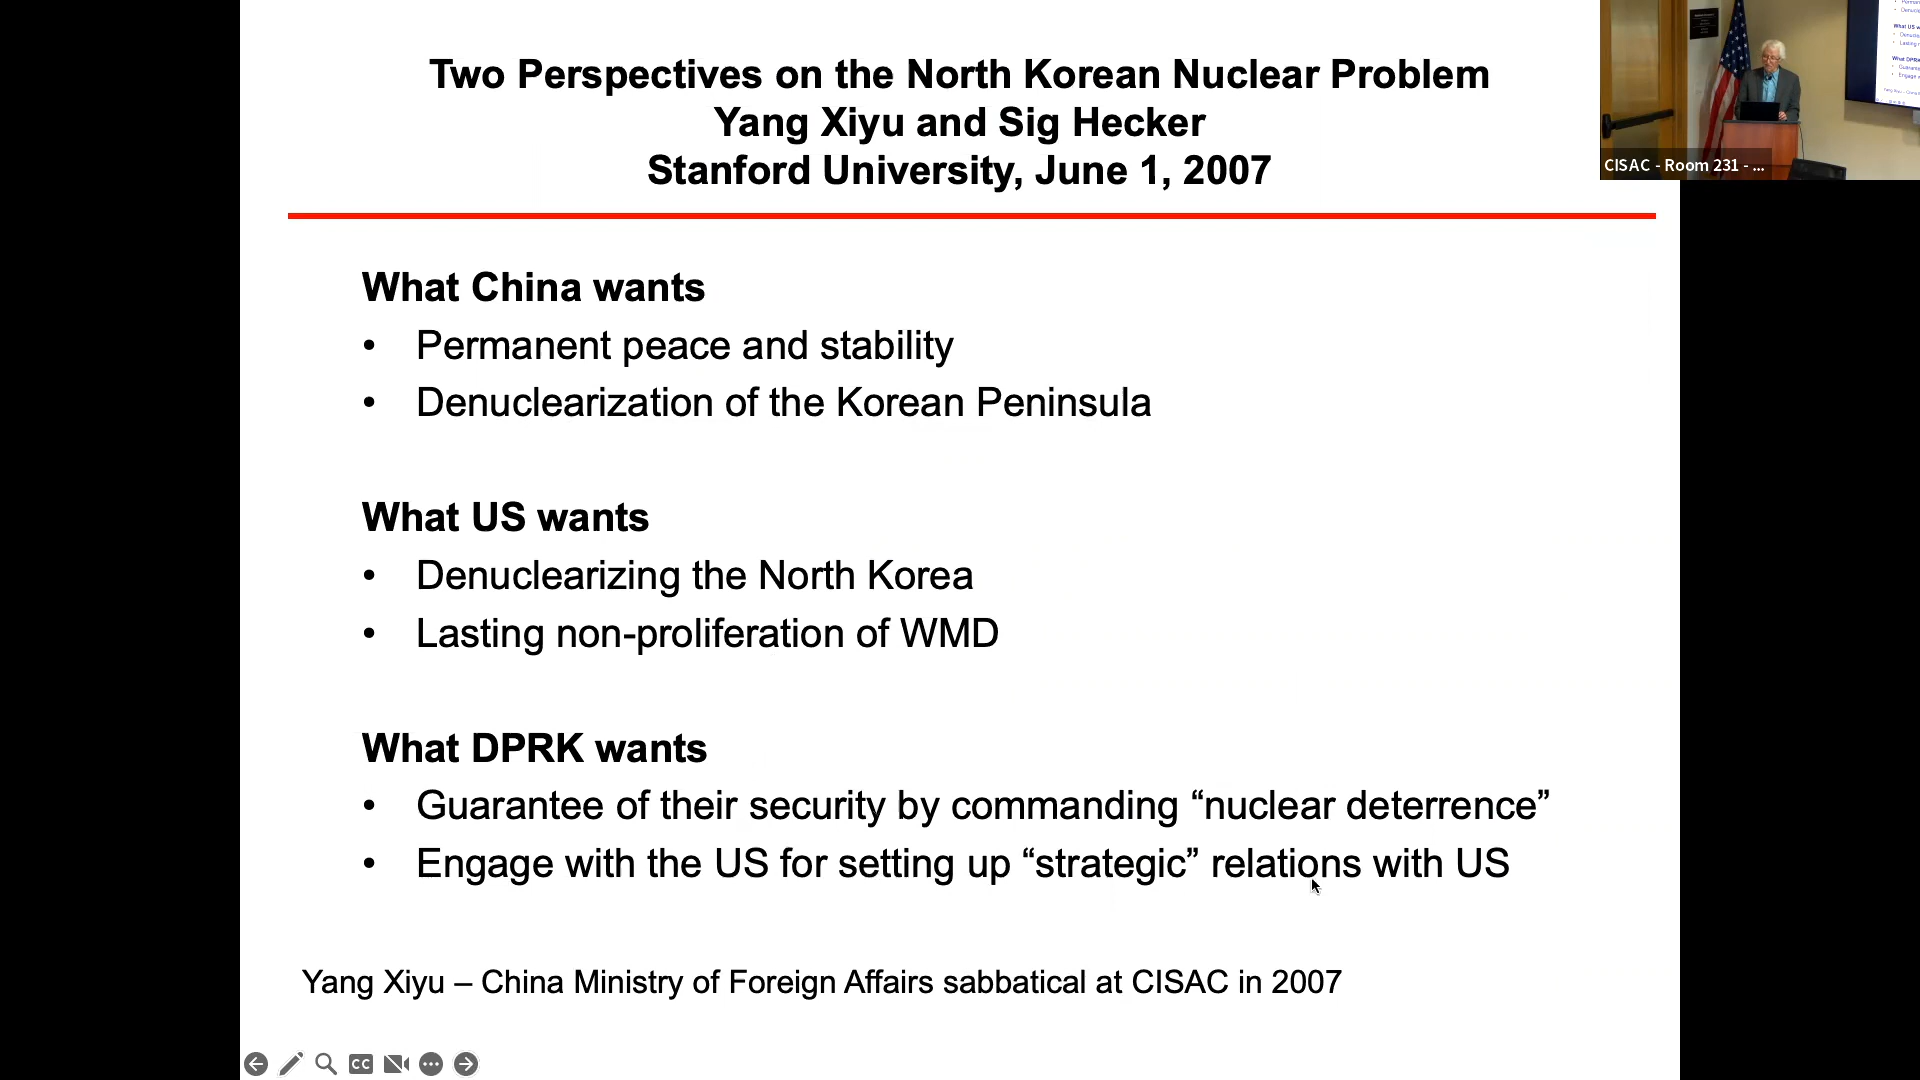 Two Perspectives on the North Korean Nuclear Problem
Yang Xiyu and Sig Hecker
Stanford University, June 1, 2007
CISAC - Room 231 - ...
What China wants
• Permanent peace and stability
• Denuclearization of the Korean Peninsula
What US wants
• Denuclearizing the North Korea
• Lasting non-proliferation of WMD
What DPRK wants
• Guarantee of their security by commanding “nuclear deterrence”
• Engage with the US for setting up “strategic” relations with US
Yang Xiyu – China Ministry of Foreign Affairs sabbatical at CISAC in 2007
CC